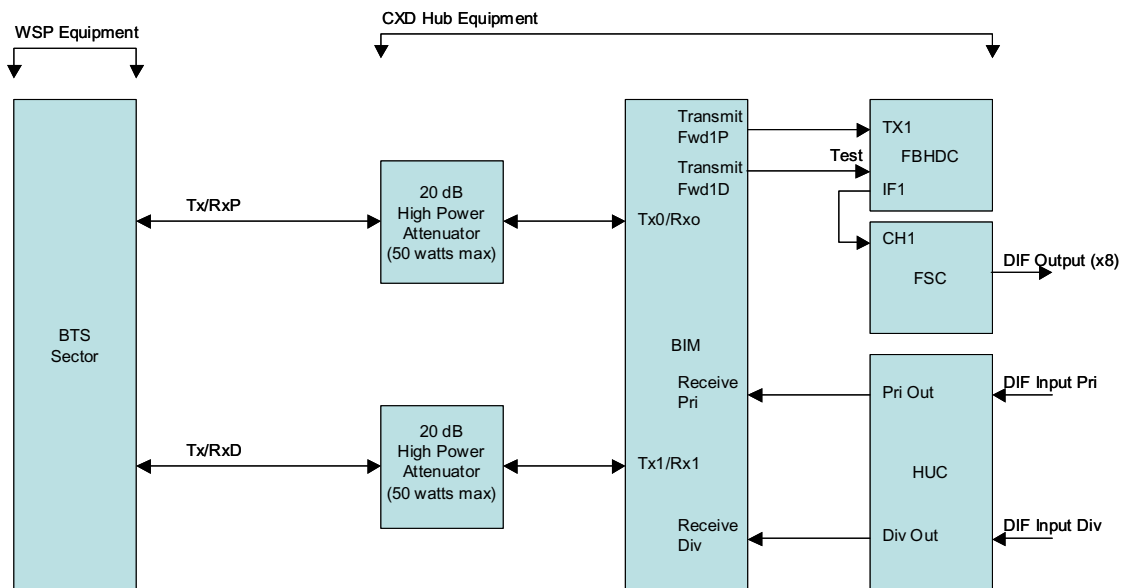 CXD Hub Equipment
WSP Equipment
BTS
Sector
Tx/RxP
Tx/RxD
20 dB
High Power
Attenuator
(50 watts max)
20 dB
High Power
Attenuator
(50 watts max)
Transmit
Fwd1P
Transmit
Fwd1D
Tx0/Rxo
BIM
Receive
Pri
Tx1/Rx1
Receive
Div
Test
TX1
FBHDC
IF1
CH1
FSC
DIF Output (x8)
Pri Out
DIF Input Pri
HUC
Div Out
DIF Input Div